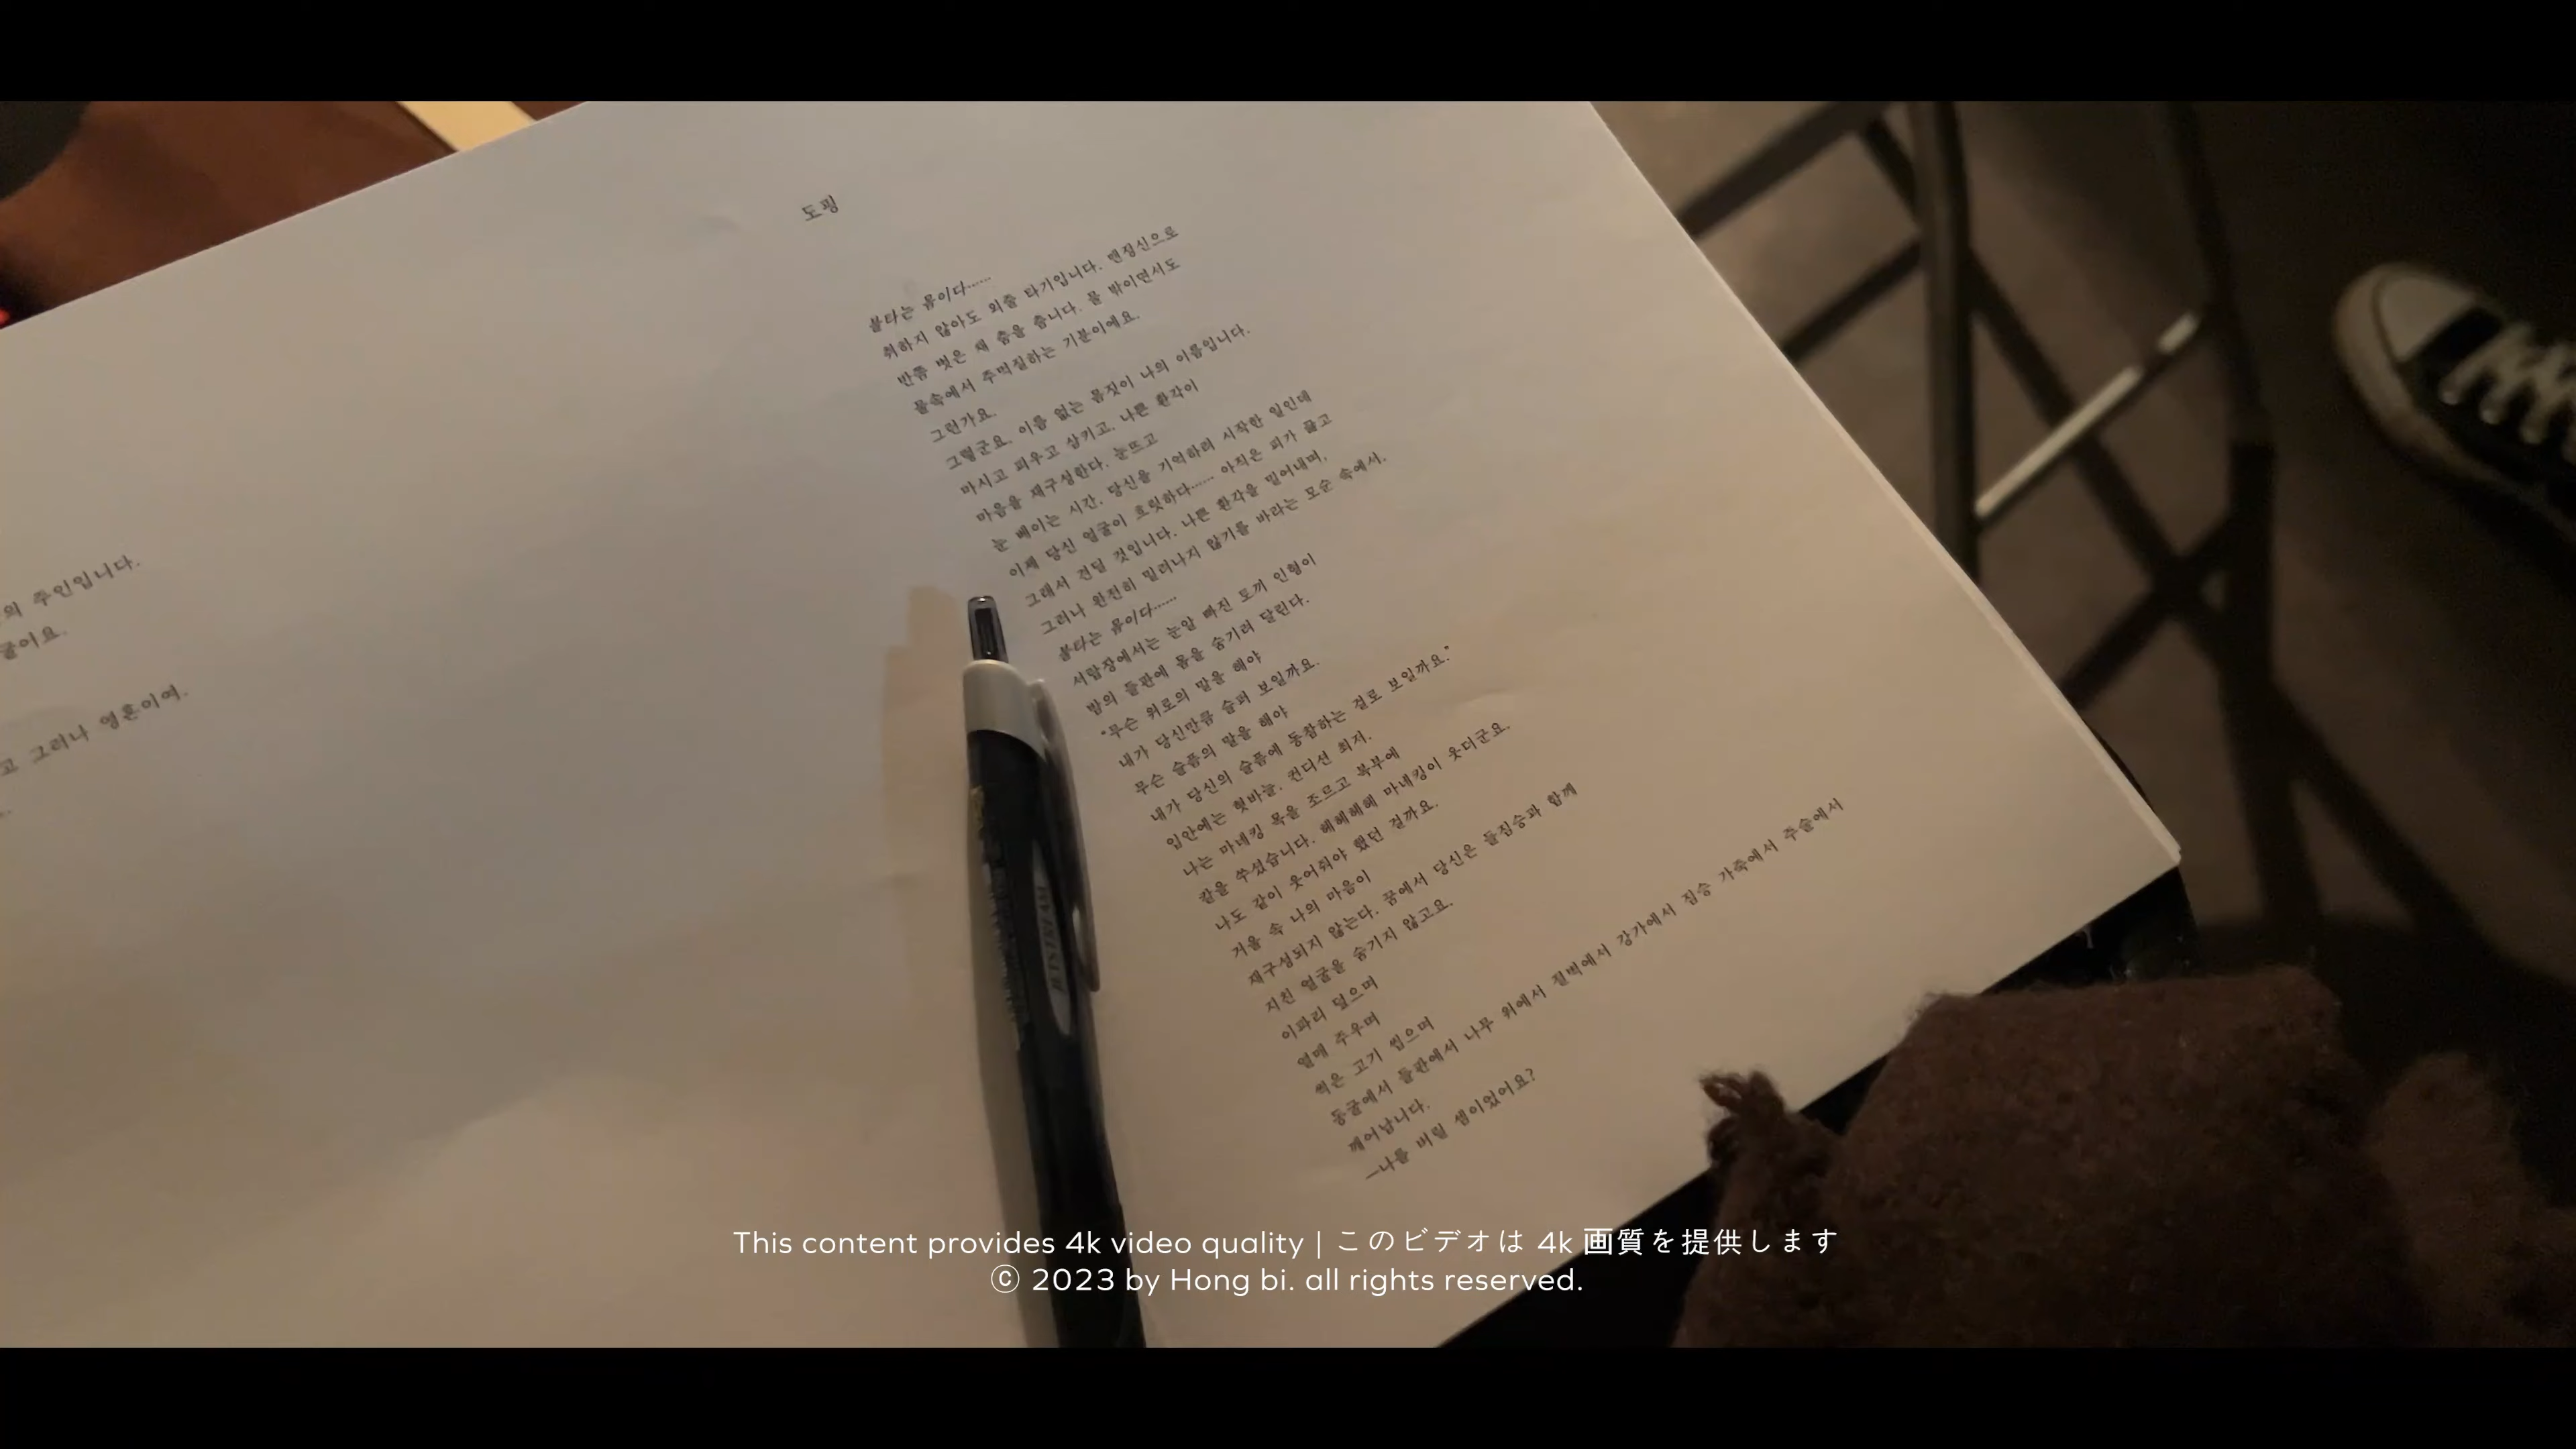 의 주인입니다.
굴어요.
고 그러나 영혼이여.
도핑
불타는 몸이다……
취하지 않아도 외줄 타기입니다. 맨정신으로
반쯤 벗은 채 춤을 춥니다. 물 밖이면서도
물속에서 주먹질하는 기분이에요.
그런가요.
그렇군요. 이름 없는 몸짓이 나의 이름입니다.
마시고 피우고 삼키고. 나쁜 환각이
마음을 재구성한다. 눈뜨고
눈 베이는 시간. 당신을 기억하려 시작한 일인데
이제 당신 얼굴이 흐릿하다…… 아직은 피가 끓고
그래서 견딜 것입니다. 나쁜 환각을 밀어내며,
그러나 완전히 밀려나지 않기를 바라는 모순 속에서.
불타는 몸이다……
서랍장에서는 눈알 빠진 토끼 인형이
밤의 들판에 몸을 숨기러 달린다.
“무슨 위로의 말을 해야
내가 당신만큼 슬퍼 보일까요.
무슨 슬픔의 말을 해야
내가 당신의 슬픔에 동참하는 걸로 보일까요.”
입안에는 혓바늘. 컨디션 최저.
나는 마네킹 목을 조르고 복부에
칼을 쑤셨습니다. 헤헤헤헤 마네킹이 웃더군요.
나도 같이 웃어줘야 했던 걸까요.
거울 속 나의 마음이
재구성되지 않는다. 꿈에서 당신은 들짐승과 함께
지친 얼굴을 숨기지 않고요.
이파리 덮으며
열매 주우며
썩은 고기 씹으며
동굴에서 들판에서 나무 위에서 절벽에서 강가에서 짐승 가죽에서 주술에서
깨어납니다.
—나를 버릴 셈이었어요?
JETSTREAM
This content provides 4k video quality | このビデオは 4k 画質を提供します
ⓒ 2023 by Hong bi. all rights reserved.